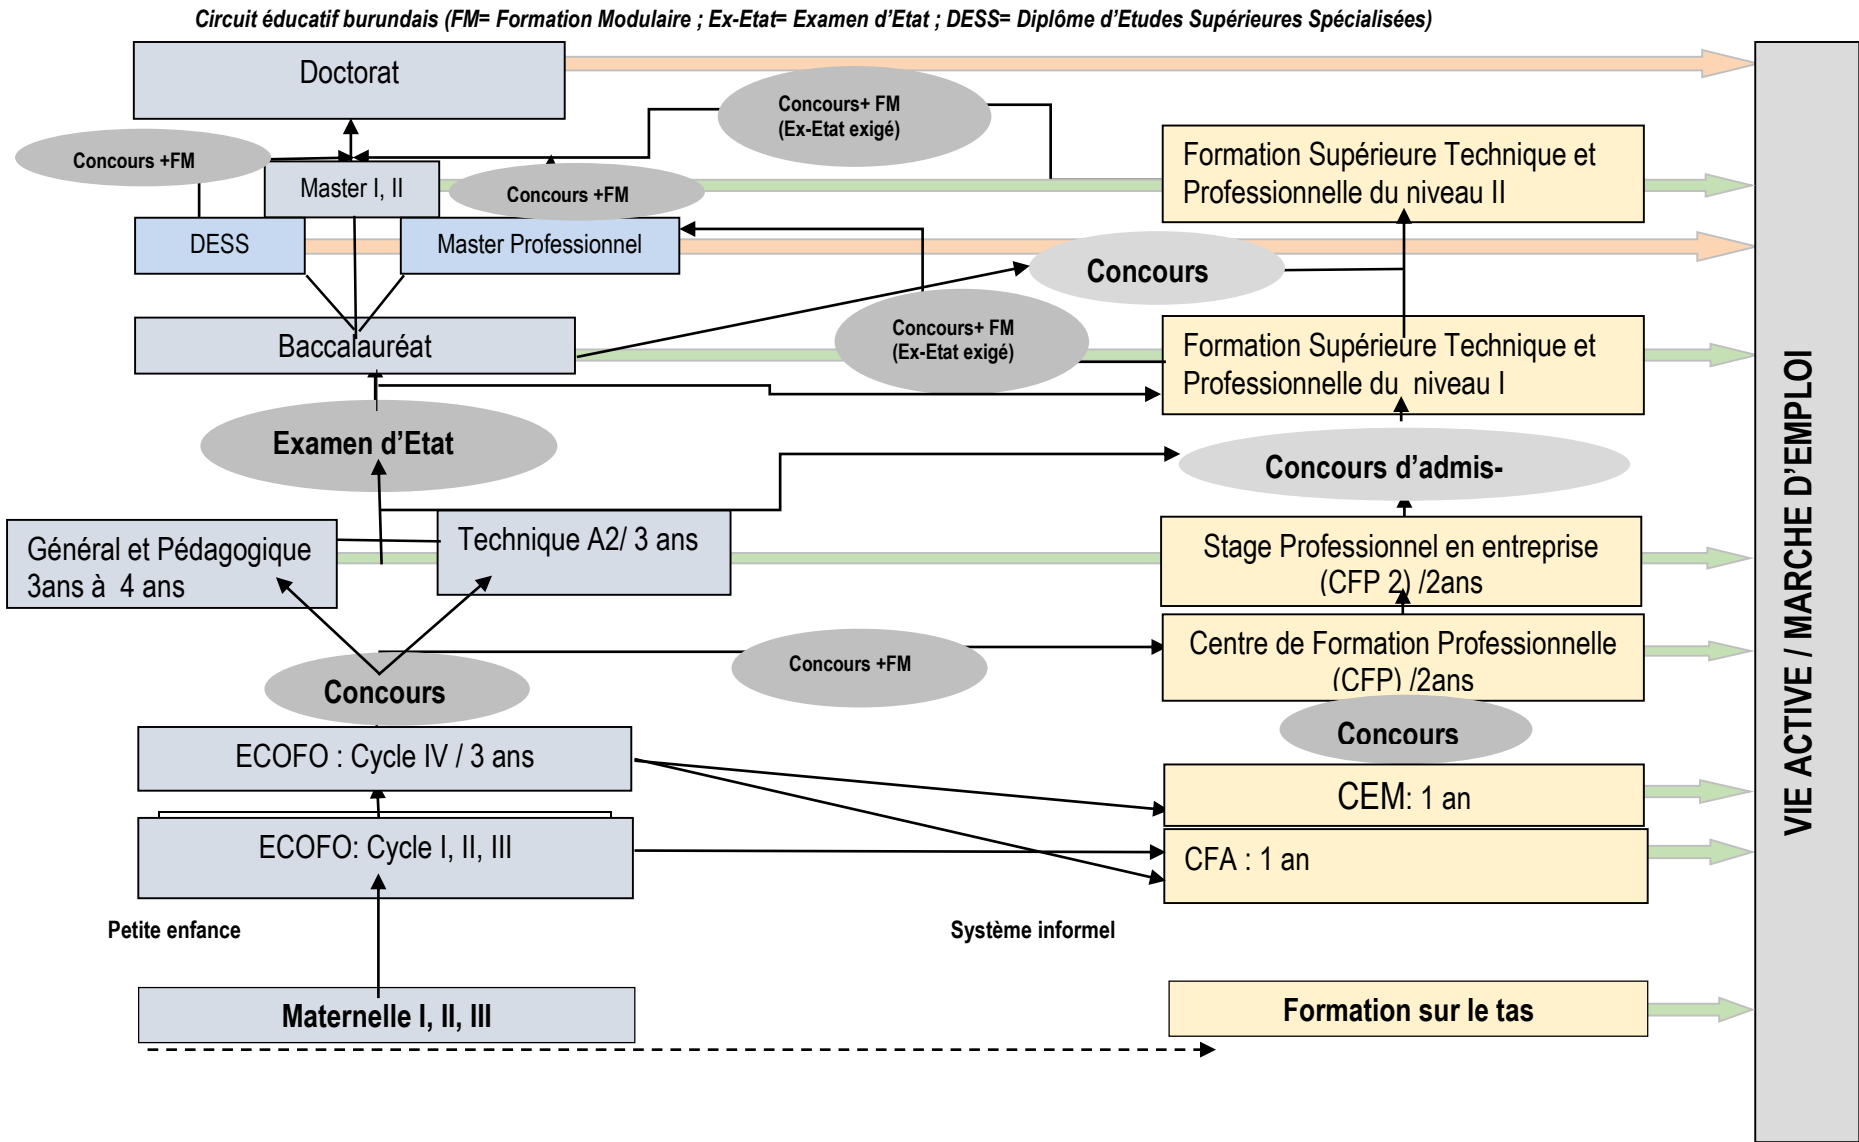 Circuit éducatif burundais (FM= Formation Modulaire ; Ex-Etat= Examen d’Etat ; DESS= Diplôme d’Etudes Supérieures Spécialisées)
Doctorat
Concours+ FM
(Ex-Etat exigé)
Concours +FM
Master I, II
Concours +FM
Formation Supérieure Technique et
Professionnelle du niveau II
DESS
Master Professionnel
Concours
Baccalauréat
Concours+ FM
(Ex-Etat exigé)
Formation Supérieure Technique et
Professionnelle du niveau I
Examen d’Etat
Concours d’admis-
Général et Pédagogique
3ans à 4 ans
Technique A2/ 3 ans
Stage Professionnel en entreprise
(CFP 2) /2ans
Concours +FM
Centre de Formation Professionnelle
(CFP) /2ans
Concours
Concours
ECOFO : Cycle IV / 3 ans
CEM: 1 an
ECOFO: Cycle I, II, III
CFA : 1 an
Petite enfance
Système informel
Maternelle I, II, III
Formation sur le tas
VIE ACTIVE / MARCHE D’EMPLOI